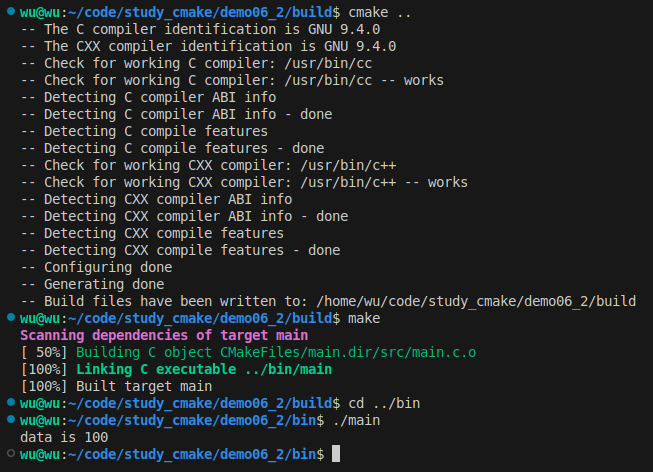 wu@wu:~/code/study_cmake/demo06_2/build$ cmake ..
-- The C compiler identification is GNU 9.4.0
-- The CXX compiler identification is GNU 9.4.0
-- Check for working C compiler: /usr/bin/cc
-- Check for working C compiler: /usr/bin/cc -- works
-- Detecting C compiler ABI info
-- Detecting C compiler ABI info - done
-- Detecting C compile features
-- Detecting C compile features - done
-- Check for working CXX compiler: /usr/bin/c++
-- Check for working CXX compiler: /usr/bin/c++ -- works
-- Detecting CXX compiler ABI info
-- Detecting CXX compiler ABI info - done
-- Detecting CXX compile features
-- Detecting CXX compile features - done
-- Configuring done
-- Generating done
-- Build files have been written to: /home/wu/code/study_cmake/demo06_2/build
wu@wu:~/code/study_cmake/demo06_2/build$ make
Scanning dependencies of target main
[ 50%] Building C object CMakeFiles/main.dir/src/main.c.o
[100%] Linking C executable ../bin/main
[100%] Built target main
wu@wu:~/code/study_cmake/demo06_2/build$ cd ../bin
wu@wu:~/code/study_cmake/demo06_2/bin$ ./main
data is 100
wu@wu:~/code/study_cmake/demo06_2/bin$